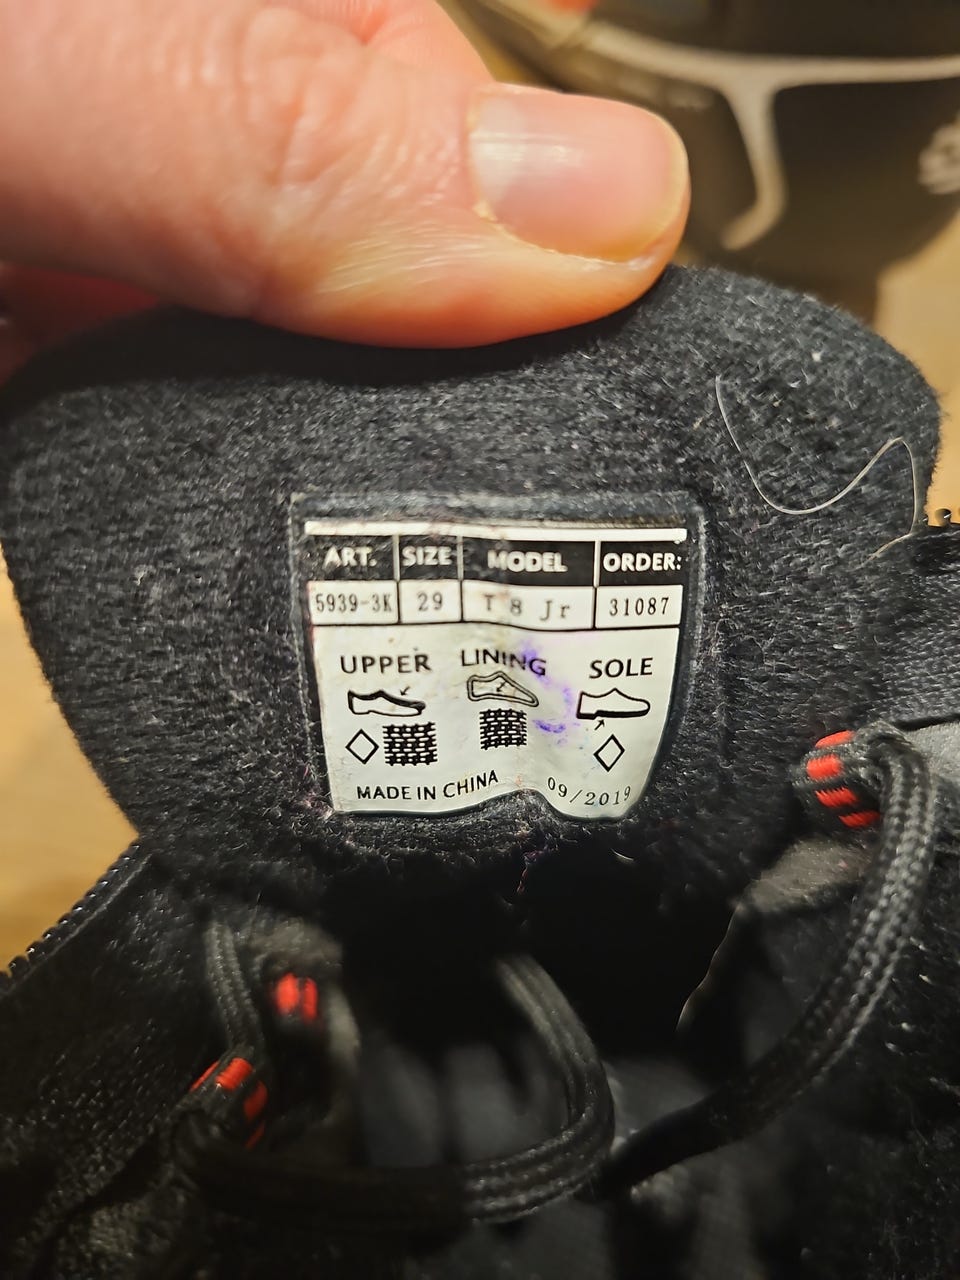 ART. SIZE MODEL ORDER:
5939-3K 29 T 8 Jr 31087
UPPER LINING SOLE
MADE IN CHINA 09/2019